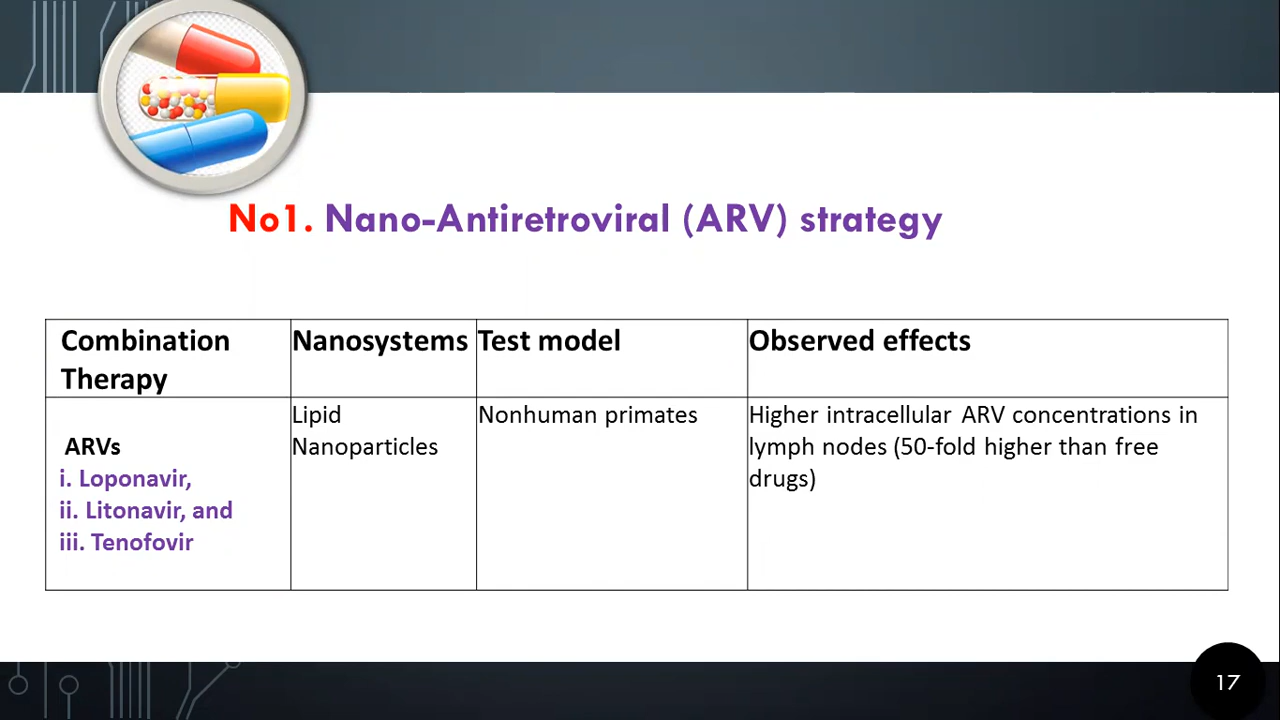 No1. Nano-Antiretroviral (ARV) strategy
Combination
Therapy
Nanosystems
Test model
Observed effects
ARVs
i. Loponavir,
ii. Litonavir, and
iii. Tenofovir
Lipid
Nanoparticles
Nonhuman primates
Higher intracellular ARV concentrations in
lymph nodes (50-fold higher than free
drugs)
17